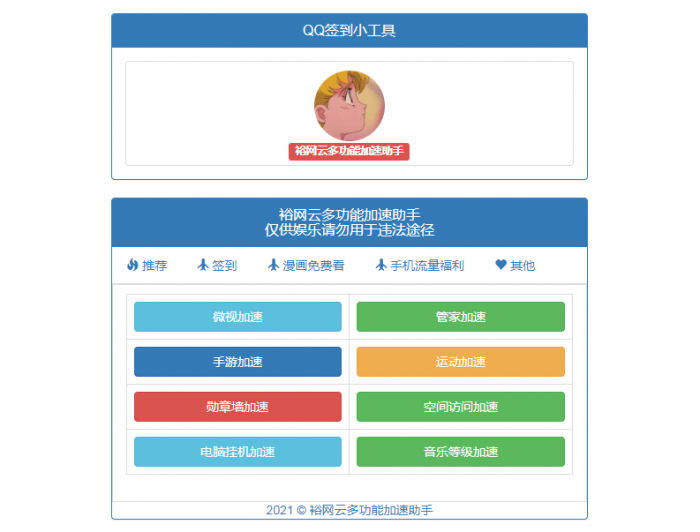 QQ签到小工具
裕网云多功能加速助手
裕网云多功能加速助手
仅供娱乐请勿用于违法途径
推荐 签到 漫画免费看 手机流量福利 其他
微视加速 管家加速
手游加速 运动加速
勋章墙加速 空间访问加速
电脑挂机加速 音乐等级加速
2021 © 裕网云多功能加速助手